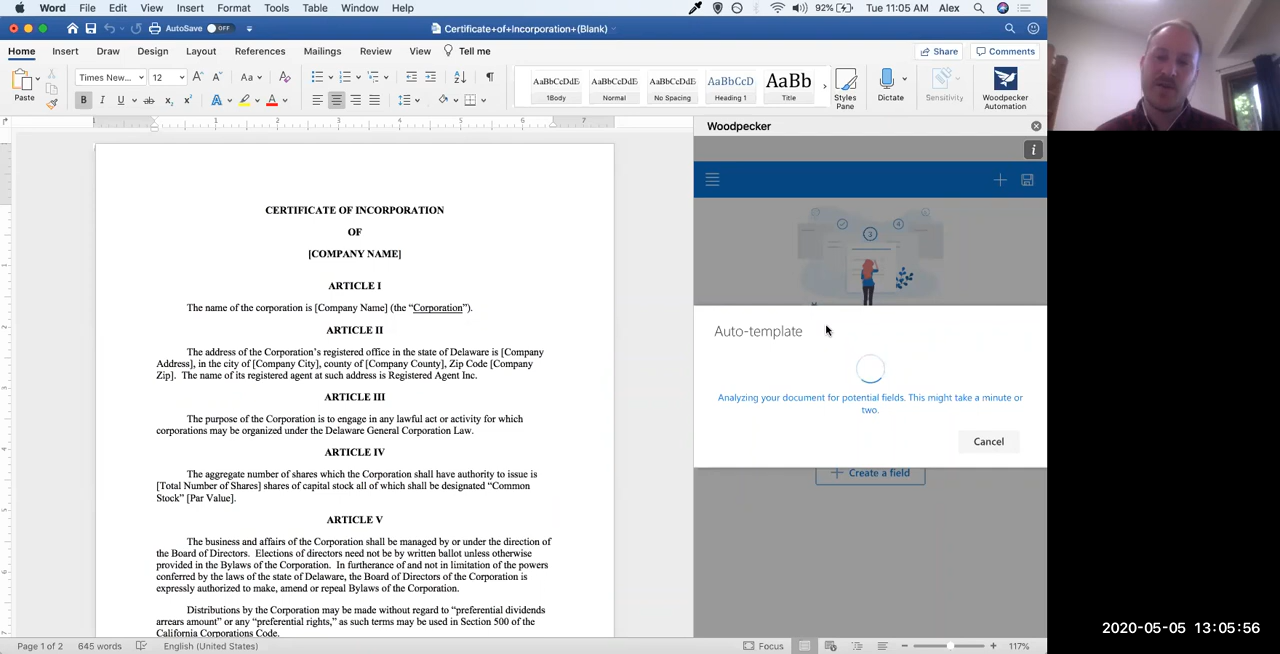 Word File Edit View Insert Format Tools Table Window Help
92% Tue 11:05 AM Alex
AutoSave OFF
Certificate+of+Incorporation+(Blank)
Home Insert Draw Design Layout References Mailings Review View Tell me
Share Comments
Paste
Times New... 12
AaBbCcDdE AaBbCcDdE AaBbCcDdE AaBbCcD AaBb
1Body Normal No Spacing Heading 1 Title
Styles Pane
Dictate
Sensitivity
Woodpecker Automation
Woodpecker
CERTIFICATE OF INCORPORATION
OF
[COMPANY NAME]
ARTICLE I
The name of the corporation is [Company Name] (the “Corporation”).
ARTICLE II
The address of the Corporation’s registered office in the state of Delaware is [Company
Address], in the city of [Company City], county of [Company County], Zip Code [Company
Zip]. The name of its registered agent at such address is Registered Agent Inc.
ARTICLE III
The purpose of the Corporation is to engage in any lawful act or activity for which
corporations may be organized under the Delaware General Corporation Law.
ARTICLE IV
The aggregate number of shares which the Corporation shall have authority to issue is
[Total Number of Shares] shares of capital stock all of which shall be designated “Common
Stock” [Par Value].
ARTICLE V
The business and affairs of the Corporation shall be managed by or under the direction of
the Board of Directors. Elections of directors need not be by written ballot unless otherwise
provided in the Bylaws of the Corporation. In furtherance of and not in limitation of the powers
conferred by the laws of the state of Delaware, the Board of Directors of the Corporation is
expressly authorized to make, amend or repeal Bylaws of the Corporation.
Distributions by the Corporation may be made without regard to “preferential dividends
arrears amount” or any “preferential rights,” as such terms may be used in Section 500 of the
California Corporations Code.
Auto-template
Analyzing your document for potential fields. This might take a minute or
two.
Cancel
Create a field
Page 1 of 2 645 words English (United States)
Focus 117%
2020-05-05 13:05:56